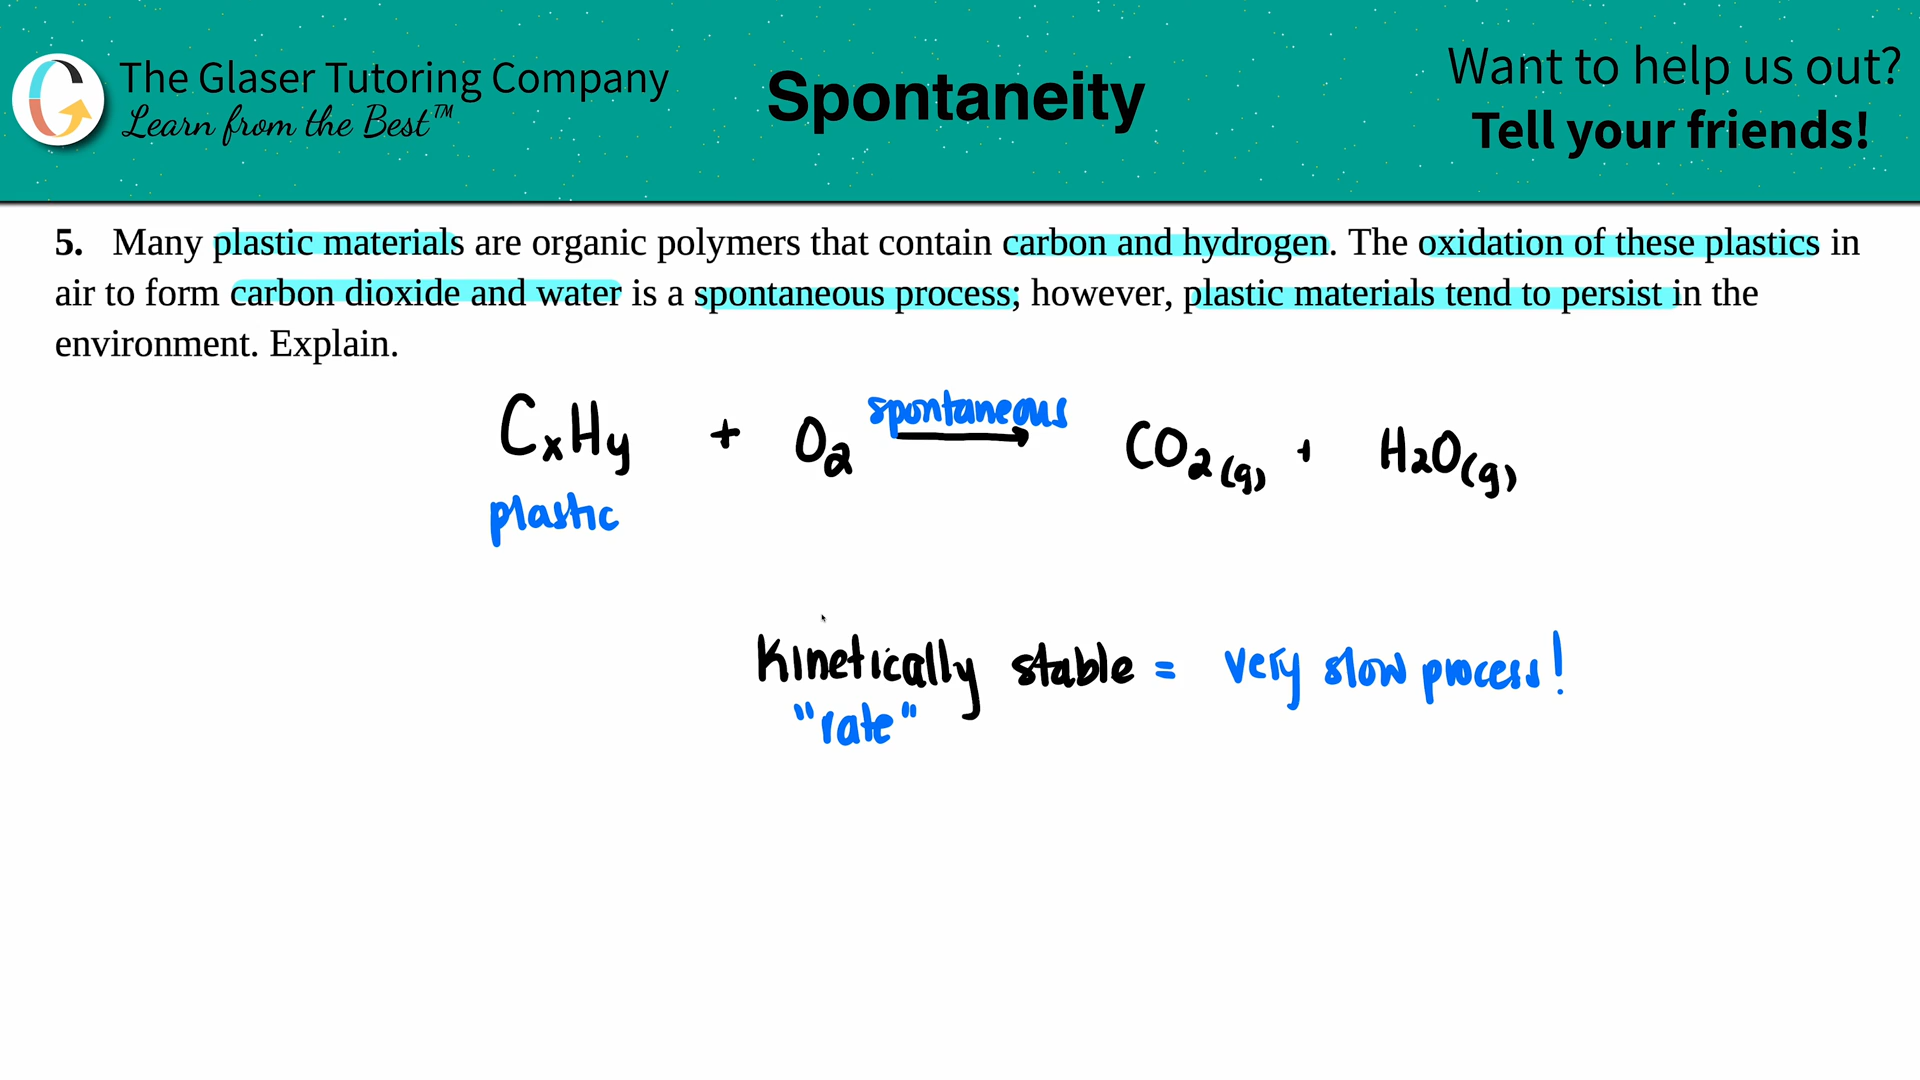 The Glaser Tutoring Company
Learn from the Best™
Spontaneity
Want to help us out?
Tell your friends!
5. Many plastic materials are organic polymers that contain carbon and hydrogen. The oxidation of these plastics in
air to form carbon dioxide and water is a spontaneous process; however, plastic materials tend to persist in the
environment. Explain.
CₓHᵧ + O₂ spontaneous → CO₂(g) + H₂O(g)
plastic
Kinetically stable = very slow process!
"rate"